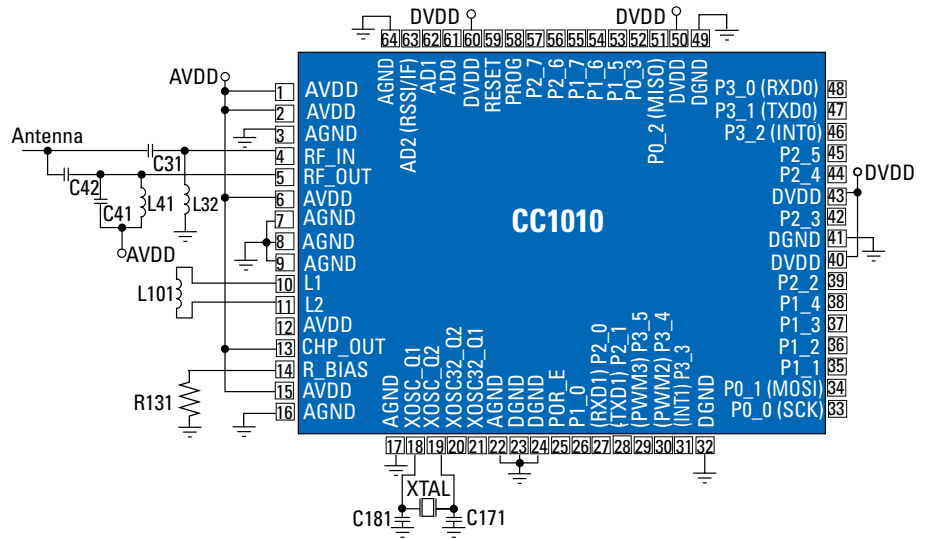 DVDD
DVDD
64 63 62 61 60 59 58 57 56 55 54 53 52 51 50 49
AGND
AD2 (RSSI/IF)
AD1
AD0
DVDD
RESET
PROG
P2_7
P2_6
P1_7
P1_6
P1_5
P0_3
P0_2 (MISO)
DVDD
DGND
AVDD
Antenna
C31
C42
C41
L41
L32
AVDD
L101
R131
1 AVDD
2 AVDD
3 AGND
4 RF_IN
5 RF_OUT
6 AVDD
7 AGND
8 AGND
9 AGND
10 L1
11 L2
12 AVDD
13 CHP_OUT
14 R_BIAS
15 AVDD
16 AGND
CC1010
P3_0 (RXD0) 48
P3_1 (TXD0) 47
P3_2 (INT0) 46
P2_5 45
P2_4 44
DVDD 43
P2_3 42
DGND 41
DVDD 40
P2_2 39
P1_4 38
P1_3 37
P1_2 36
P1_1 35
P0_1 (MOSI) 34
P0_0 (SCK) 33
DVDD
AGND
XOSC_Q1
XOSC_Q2
XOSC32_Q2
XOSC32_Q1
AGND
DGND
DGND
POR_E
P1_0
(RXD1) P2_0
(TXD1) P2_1
(PWM3) P3_5
(PWM2) P3_4
(INT1) P3_3
DGND
17 18 19 20 21 22 23 24 25 26 27 28 29 30 31 32
XTAL
C181
C171